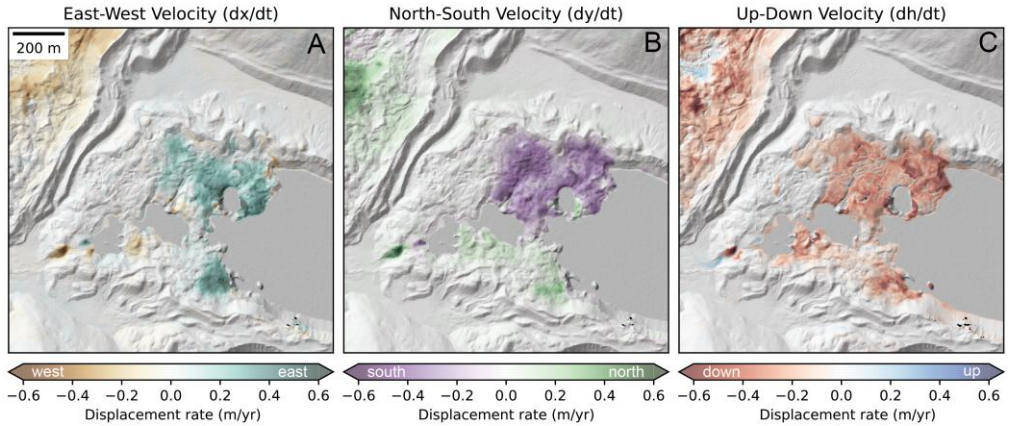 East-West Velocity (dx/dt)
North-South Velocity (dy/dt)
Up-Down Velocity (dh/dt)
200 m
A
B
C
west
east
south
north
down
up
−0.6 −0.4 −0.2 0.0 0.2 0.4 0.6
−0.6 −0.4 −0.2 0.0 0.2 0.4 0.6
−0.6 −0.4 −0.2 0.0 0.2 0.4 0.6
Displacement rate (m/yr)
Displacement rate (m/yr)
Displacement rate (m/yr)